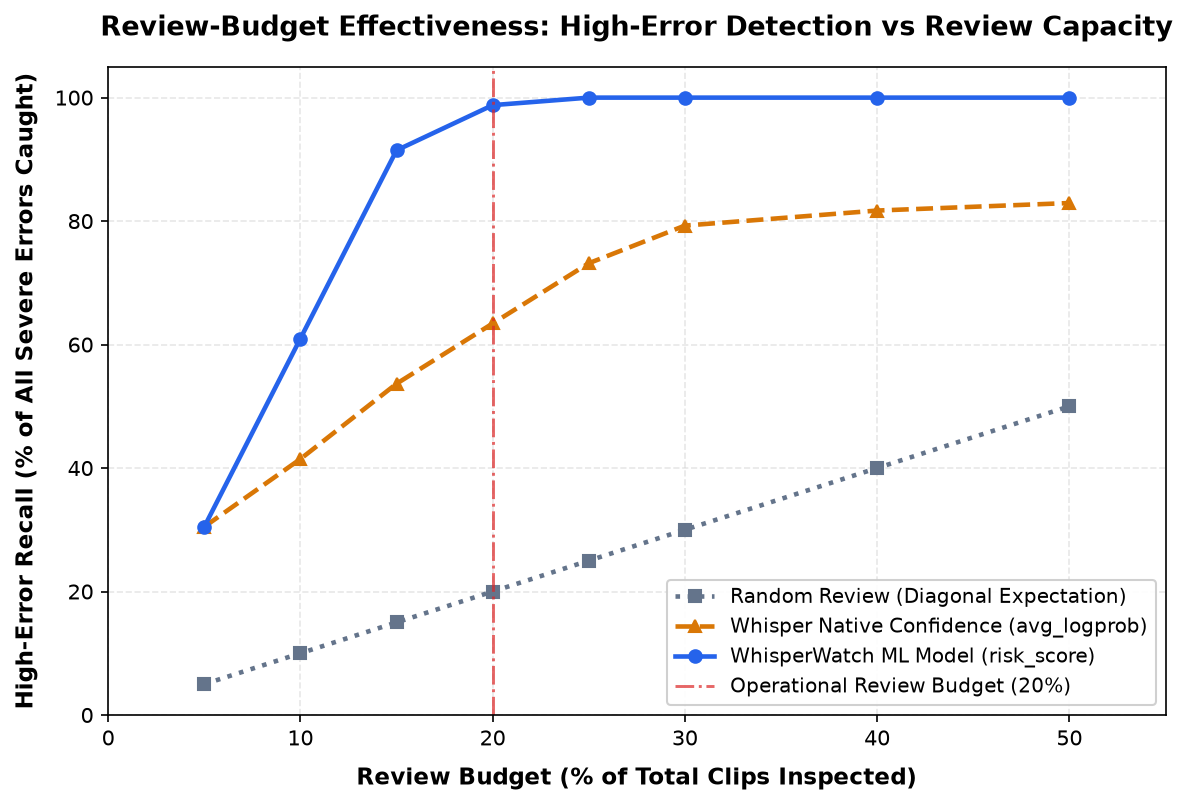 Review-Budget Effectiveness: High-Error Detection vs Review Capacity
High-Error Recall (% of All Severe Errors Caught)
100
80
60
40
20
0
0 10 20 30 40 50
Review Budget (% of Total Clips Inspected)
Random Review (Diagonal Expectation)
Whisper Native Confidence (avg_logprob)
WhisperWatch ML Model (risk_score)
Operational Review Budget (20%)